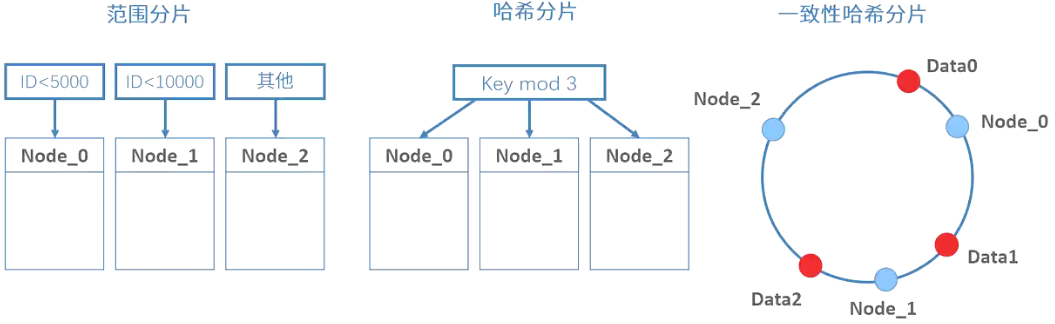 范围分片
ID<5000
ID<10000
其他
Node_0
Node_1
Node_2
哈希分片
Key mod 3
Node_0
Node_1
Node_2
一致性哈希分片
Data0
Node_2
Node_0
Data1
Data2
Node_1